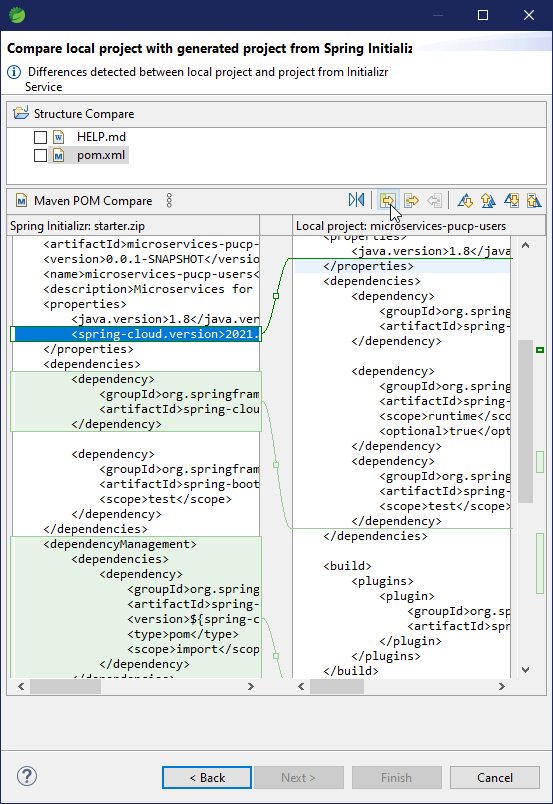 Compare local project with generated project from Spring Initializ
Differences detected between local project and project from Initializr
Service
Structure Compare
HELP.md
pom.xml
Maven POM Compare
Spring Initializr: starter.zip
<artifactId>microservices-pucp-
<version>0.0.1-SNAPSHOT</version
<name>microservices-pucp-users<
<description>Microservices for
<properties>
<java.version>1.8</java.ver
<spring-cloud.version>2021.
</properties>
<dependencies>
<dependency>
<groupId>org.springfram
<artifactId>spring-clou
</dependency>
<dependency>
<groupId>org.springfram
<artifactId>spring-boot
<scope>test</scope>
</dependency>
</dependencies>
<dependencyManagement>
<dependencies>
<dependency>
<groupId>org.spring
<artifactId>spring-
<version>${spring-c
<type>pom</type>
<scope>import</scop
</dependency>
</dependencies>
Local project: microservices-pucp-users
<properties>
<java.version>1.8</java
</properties>
<dependencies>
<dependency>
<groupId>org.sprin
<artifactId>spring-
</dependency>
<dependency>
<groupId>org.sprin
<artifactId>spring-
<scope>runtime</sc
<optional>true</opt
</dependency>
<dependency>
<groupId>org.sprin
<artifactId>spring-
<scope>test</scope
</dependency>
</dependencies>
<build>
<plugins>
<plugin>
<groupId>org.s
<artifactId>spr
</plugin>
</plugins>
</build>
< Back
Next >
Finish
Cancel